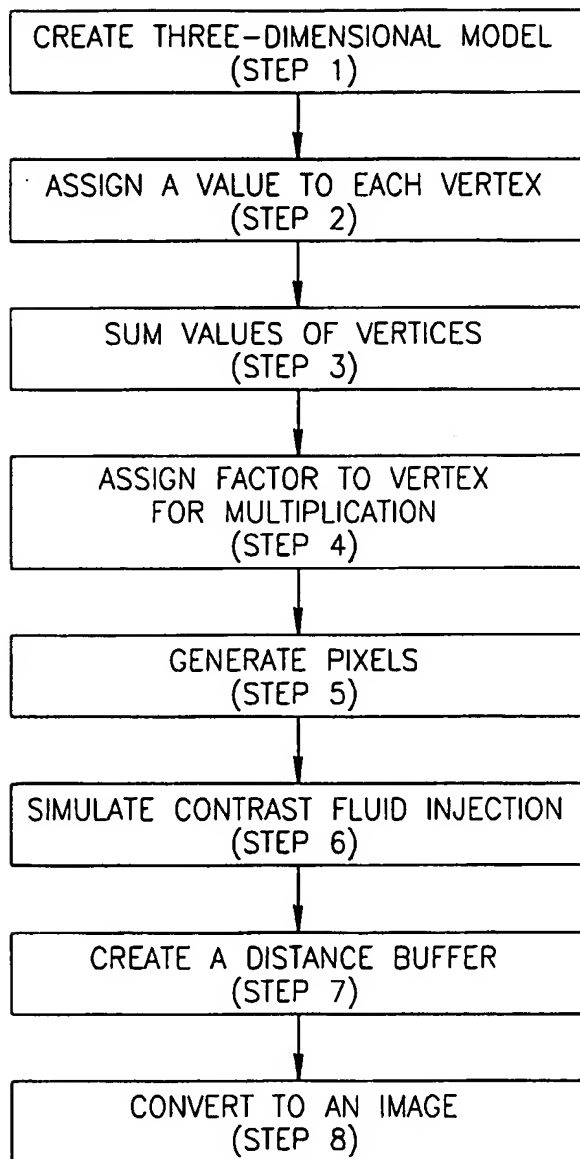 CREATE THREE-DIMENSIONAL MODEL
(STEP 1)
ASSIGN A VALUE TO EACH VERTEX
(STEP 2)
SUM VALUES OF VERTICES
(STEP 3)
ASSIGN FACTOR TO VERTEX
FOR MULTIPLICATION
(STEP 4)
GENERATE PIXELS
(STEP 5)
SIMULATE CONTRAST FLUID INJECTION
(STEP 6)
CREATE A DISTANCE BUFFER
(STEP 7)
CONVERT TO AN IMAGE
(STEP 8)